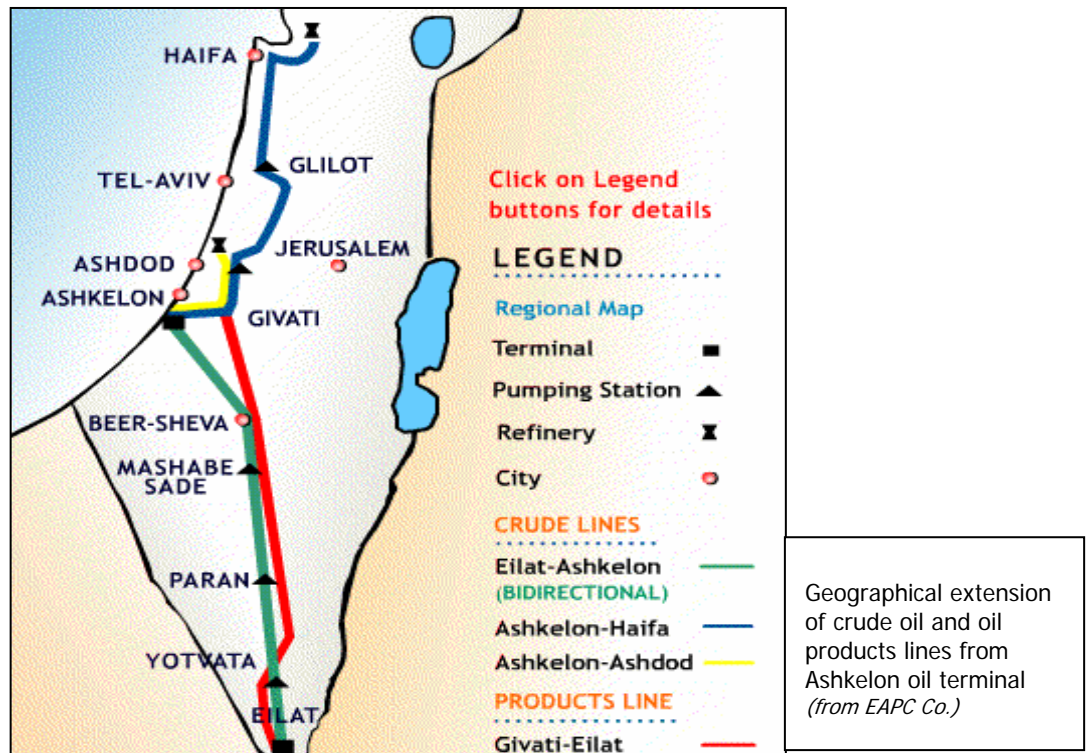 HAIFA
GLILOT
TEL-AVIV
JERUSALEM
ASHDOD
ASHKELON
GIVATI
BEER-SHEVA
MASHABE
SADE
PARAN
YOTVATA
EILAT
Click on Legend
buttons for details
LEGEND
Regional Map
Terminal
Pumping Station
Refinery
City
CRUDE LINES
Eilat-Ashkelon
(BIDIRECTIONAL)
Ashkelon-Haifa
Ashkelon-Ashdod
PRODUCTS LINE
Givati-Eilat
Geographical extension
of crude oil and oil
products lines from
Ashkelon oil terminal
(from EAPC Co.)